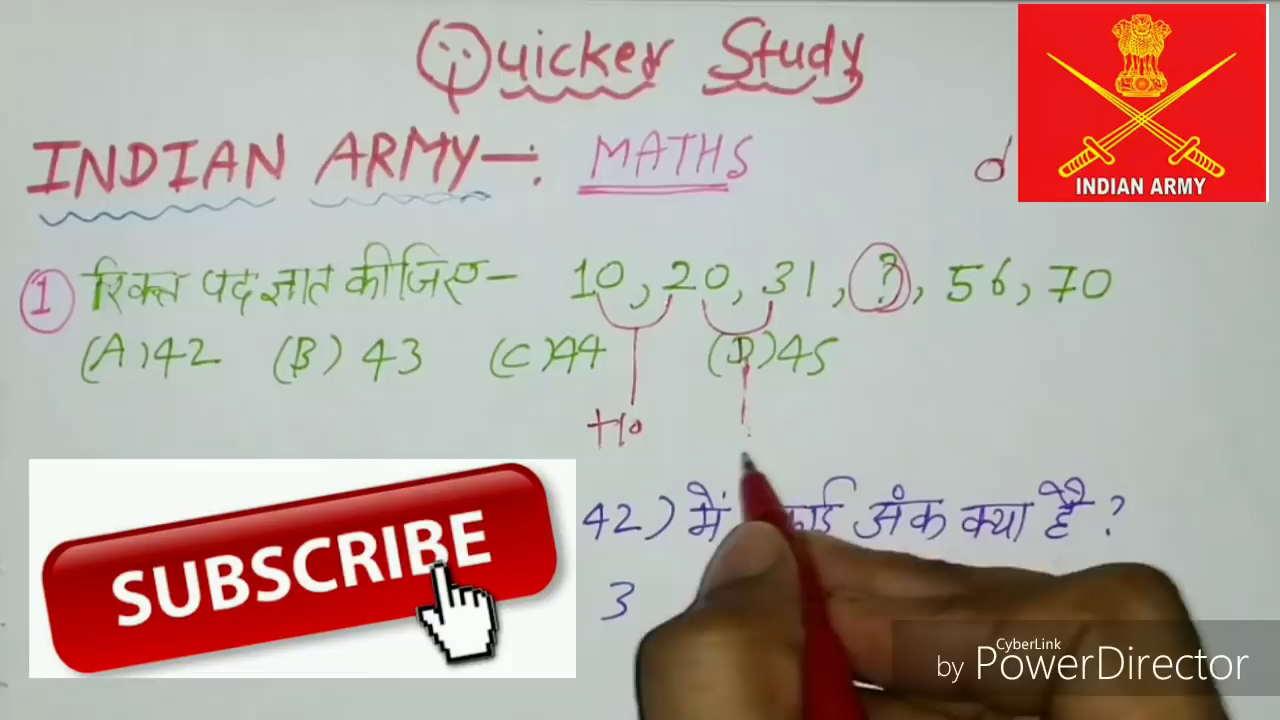 Quicker Study
INDIAN ARMY—: MATHS
INDIAN ARMY
1 रिक्त पद ज्ञात कीजिए- 10, 20, 31, ?, 56, 70
(A) 42 (B) 43 (C) 44 (D) 45
+10
SUBSCRIBE
42) में अंक क्या है ?
3
by CyberLink PowerDirector